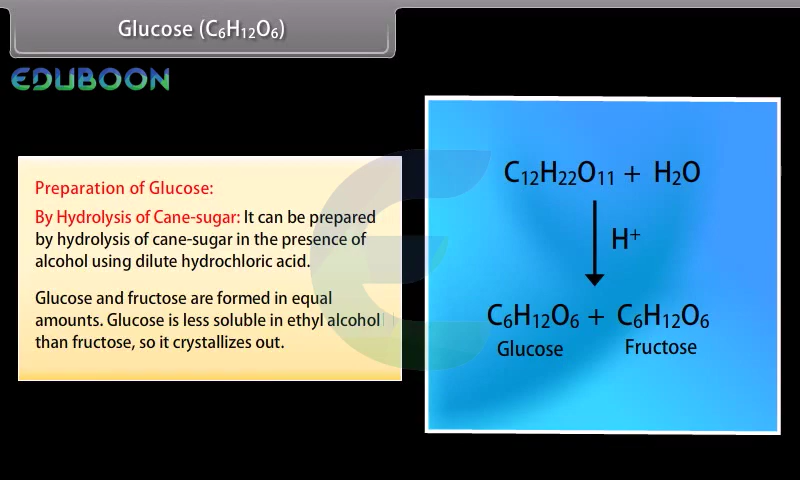 Glucose (C₆H₁₂O₆)
EDUBOON
Preparation of Glucose:
By Hydrolysis of Cane-sugar: It can be prepared
by hydrolysis of cane-sugar in the presence of
alcohol using dilute hydrochloric acid.
Glucose and fructose are formed in equal
amounts. Glucose is less soluble in ethyl alcohol
than fructose, so it crystallizes out.
C₁₂H₂₂O₁₁ + H₂O
H⁺
C₆H₁₂O₆ + C₆H₁₂O₆
Glucose Fructose